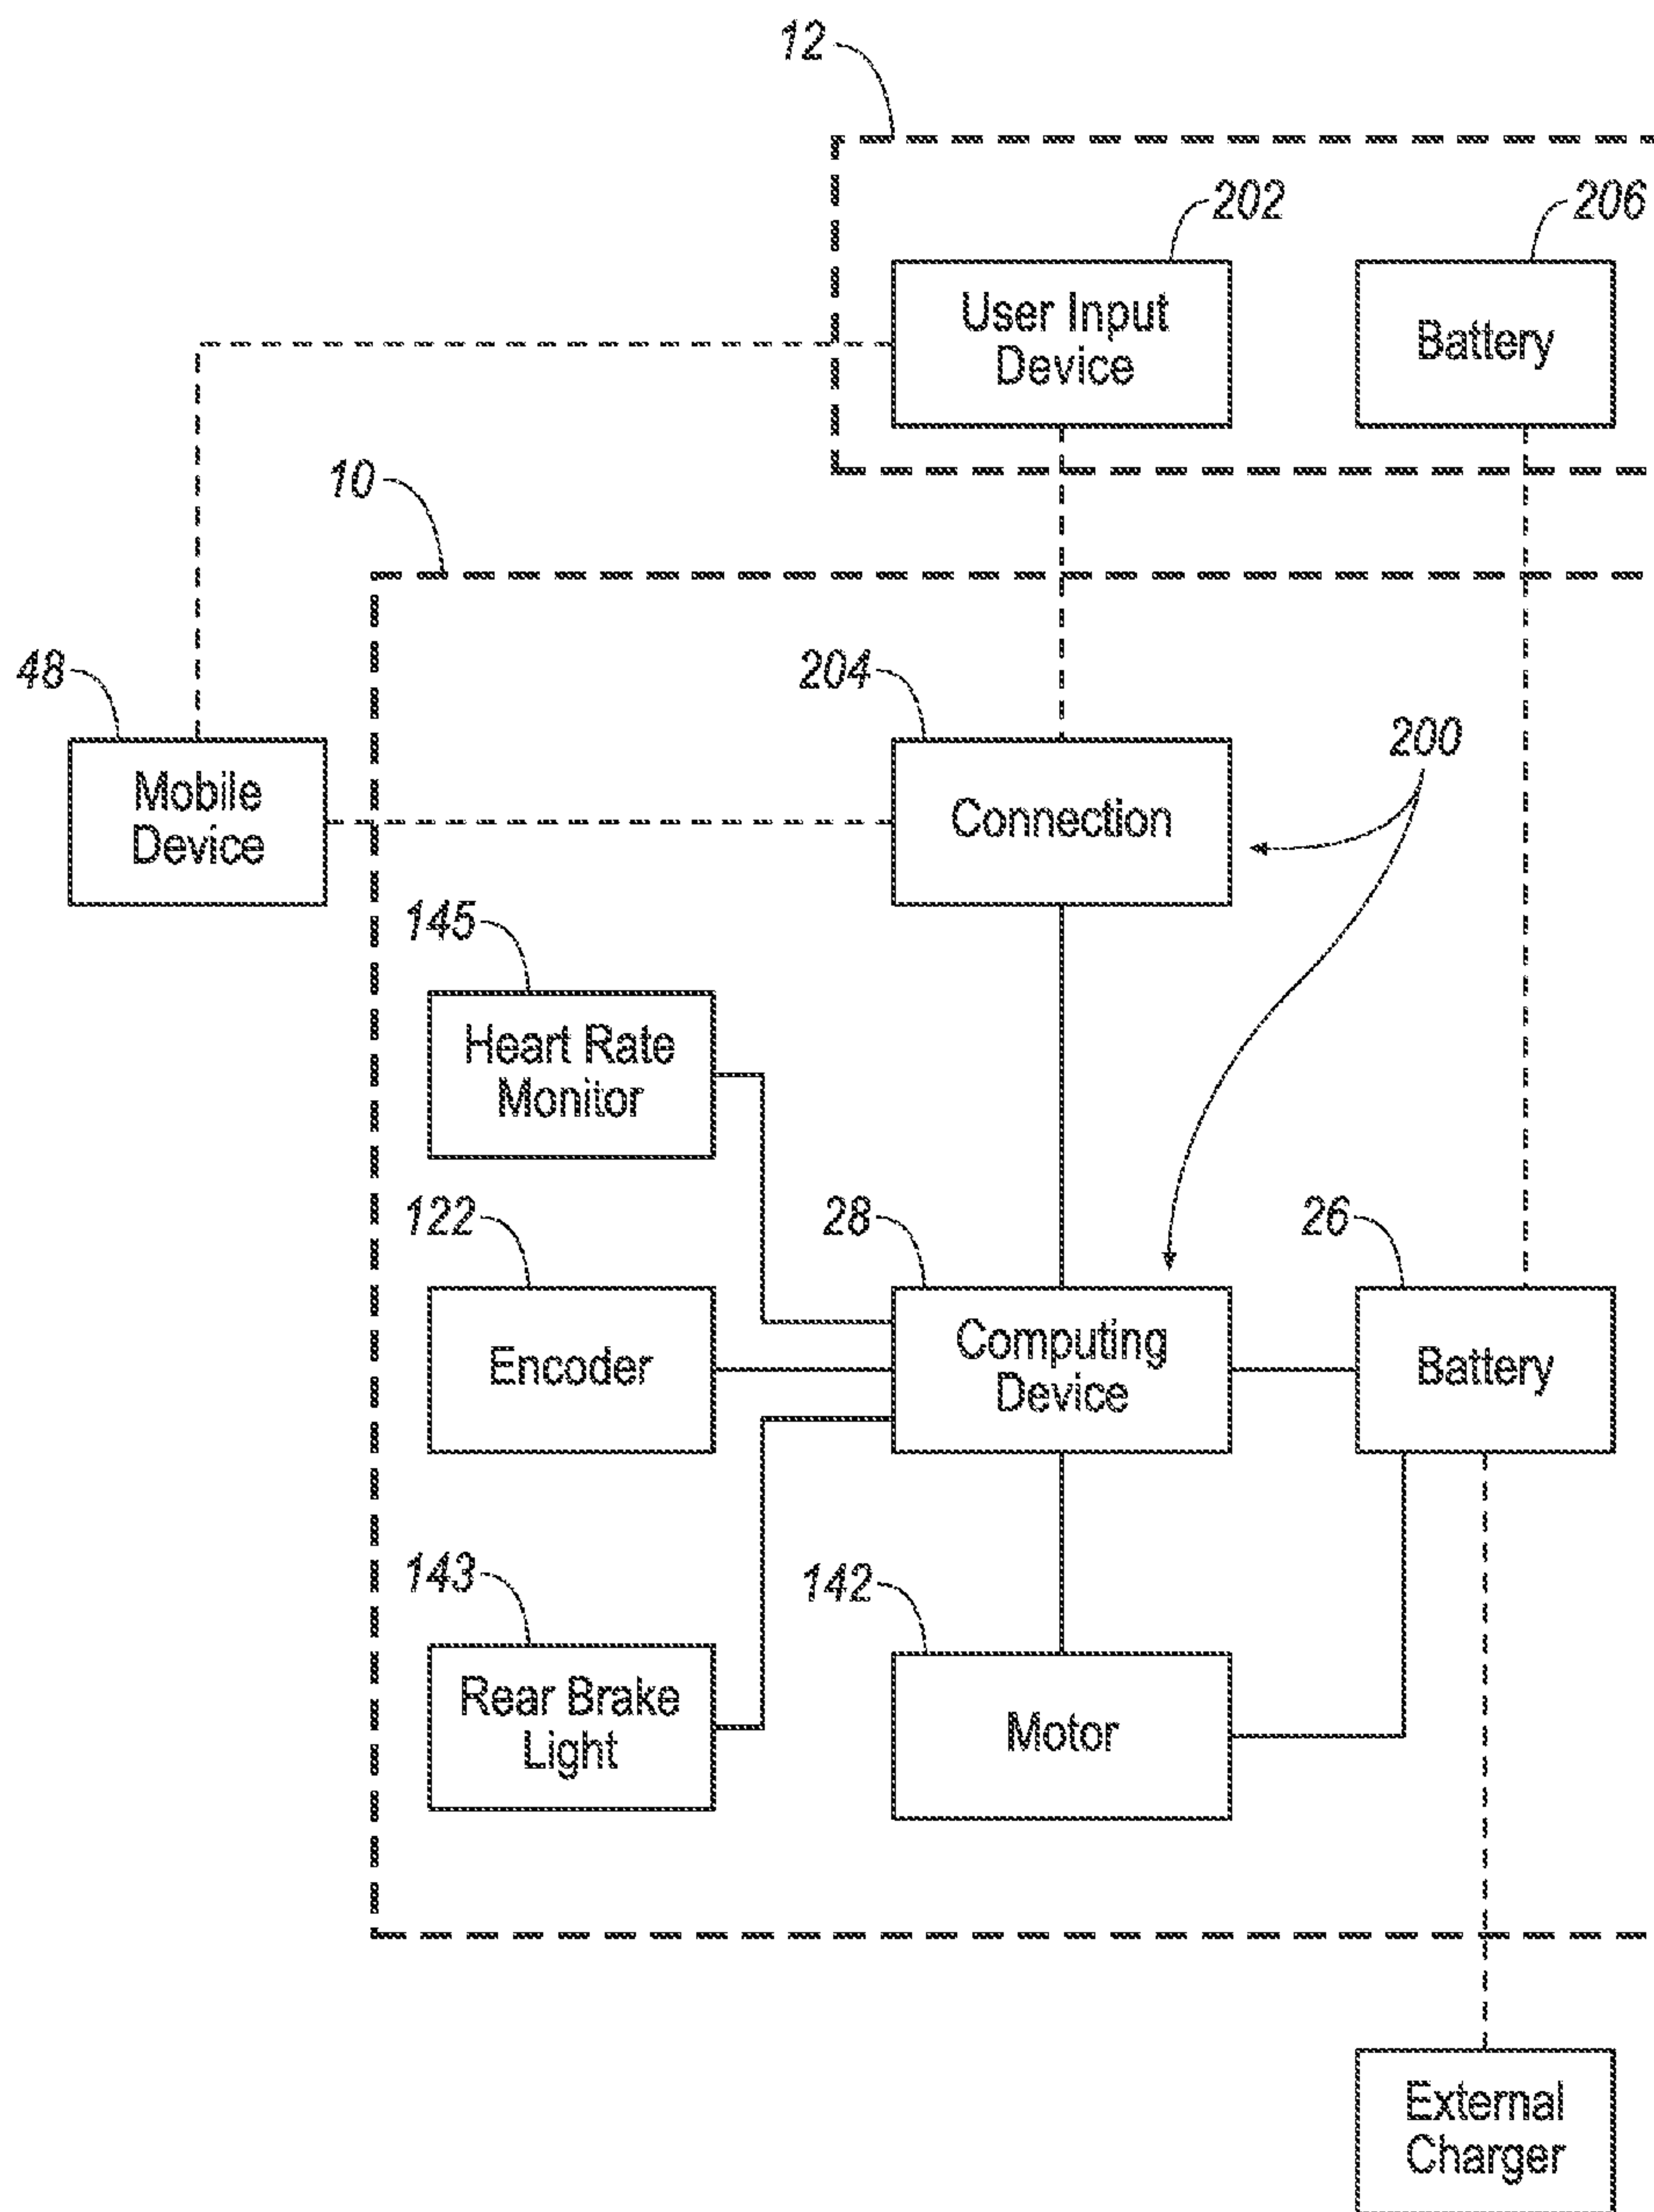 12
202
206
User Input
Device
Battery
10
48
204
200
Mobile
Device
Connection
145
Heart Rate
Monitor
122
28
26
Encoder
Computing
Device
Battery
143
142
Rear Brake
Light
Motor
External
Charger